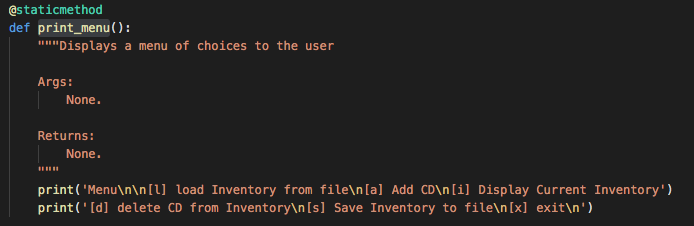 @staticmethod
def print_menu():
    """Displays a menu of choices to the user

    Args:
        None.

    Returns:
        None.
    """
    print('Menu\n\n[l] load Inventory from file\n[a] Add CD\n[i] Display Current Inventory')
    print('[d] delete CD from Inventory\n[s] Save Inventory to file\n[x] exit\n')